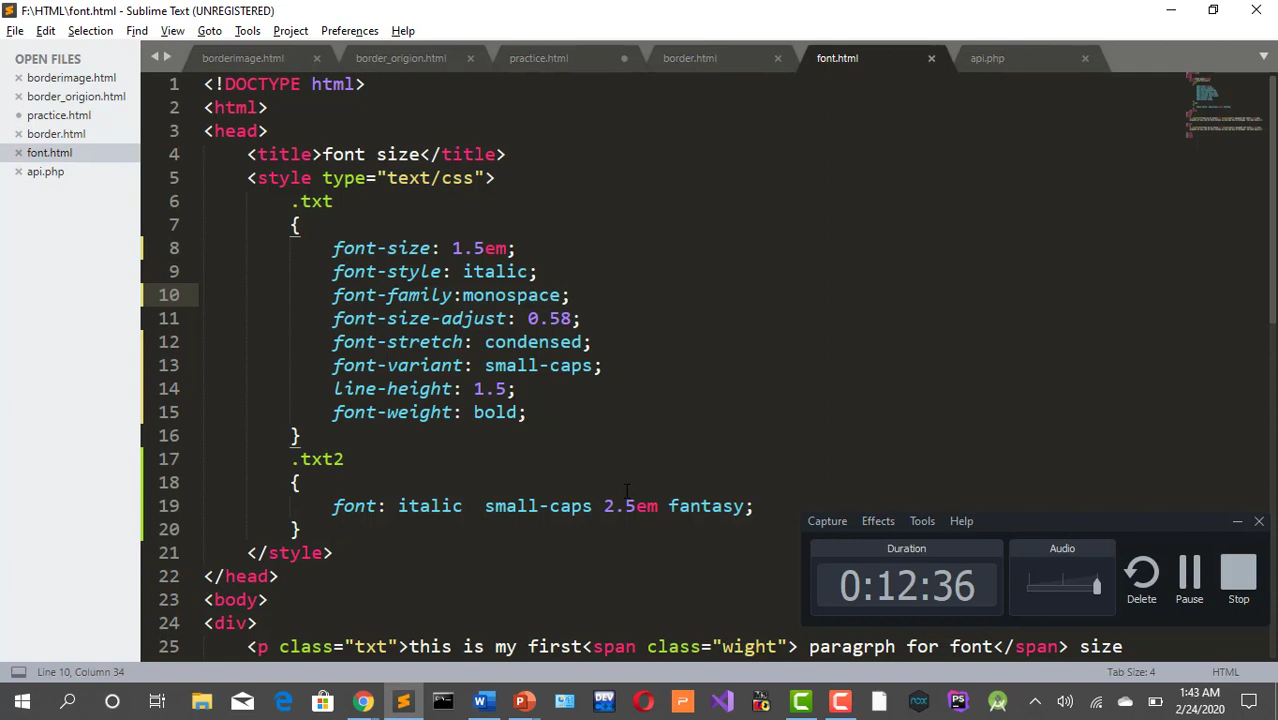 F:\HTML\font.html - Sublime Text (UNREGISTERED)
File Edit Selection Find View Goto Tools Project Preferences Help
OPEN FILES
borderimage.html
border_origion.html
practice.html
border.html
font.html
api.php
borderimage.html border_origion.html practice.html border.html font.html api.php
1 <!DOCTYPE html>
2 <html>
3 <head>
4 <title>font size</title>
5 <style type="text/css">
6 .txt
7 {
8 font-size: 1.5em;
9 font-style: italic;
10 font-family:monospace;
11 font-size-adjust: 0.58;
12 font-stretch: condensed;
13 font-variant: small-caps;
14 line-height: 1.5;
15 font-weight: bold;
16 }
17 .txt2
18 {
19 font: italic  small-caps 2.5em fantasy;
20 }
21 </style>
22 </head>
23 <body>
24 <div>
25 <p class="txt">this is my first<span class="wight"> paragrph for font</span> size
Capture Effects Tools Help
Duration Audio
0:12:36
Delete Pause Stop
Line 10, Column 34 Tab Size: 4 HTML
1:43 AM
2/24/2020